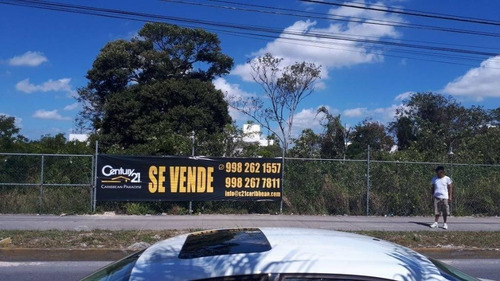 Century 21
CARIBBEAN PARADISE
SE VENDE
998 262 1557
998 267 7811
info@c21caribbean.com